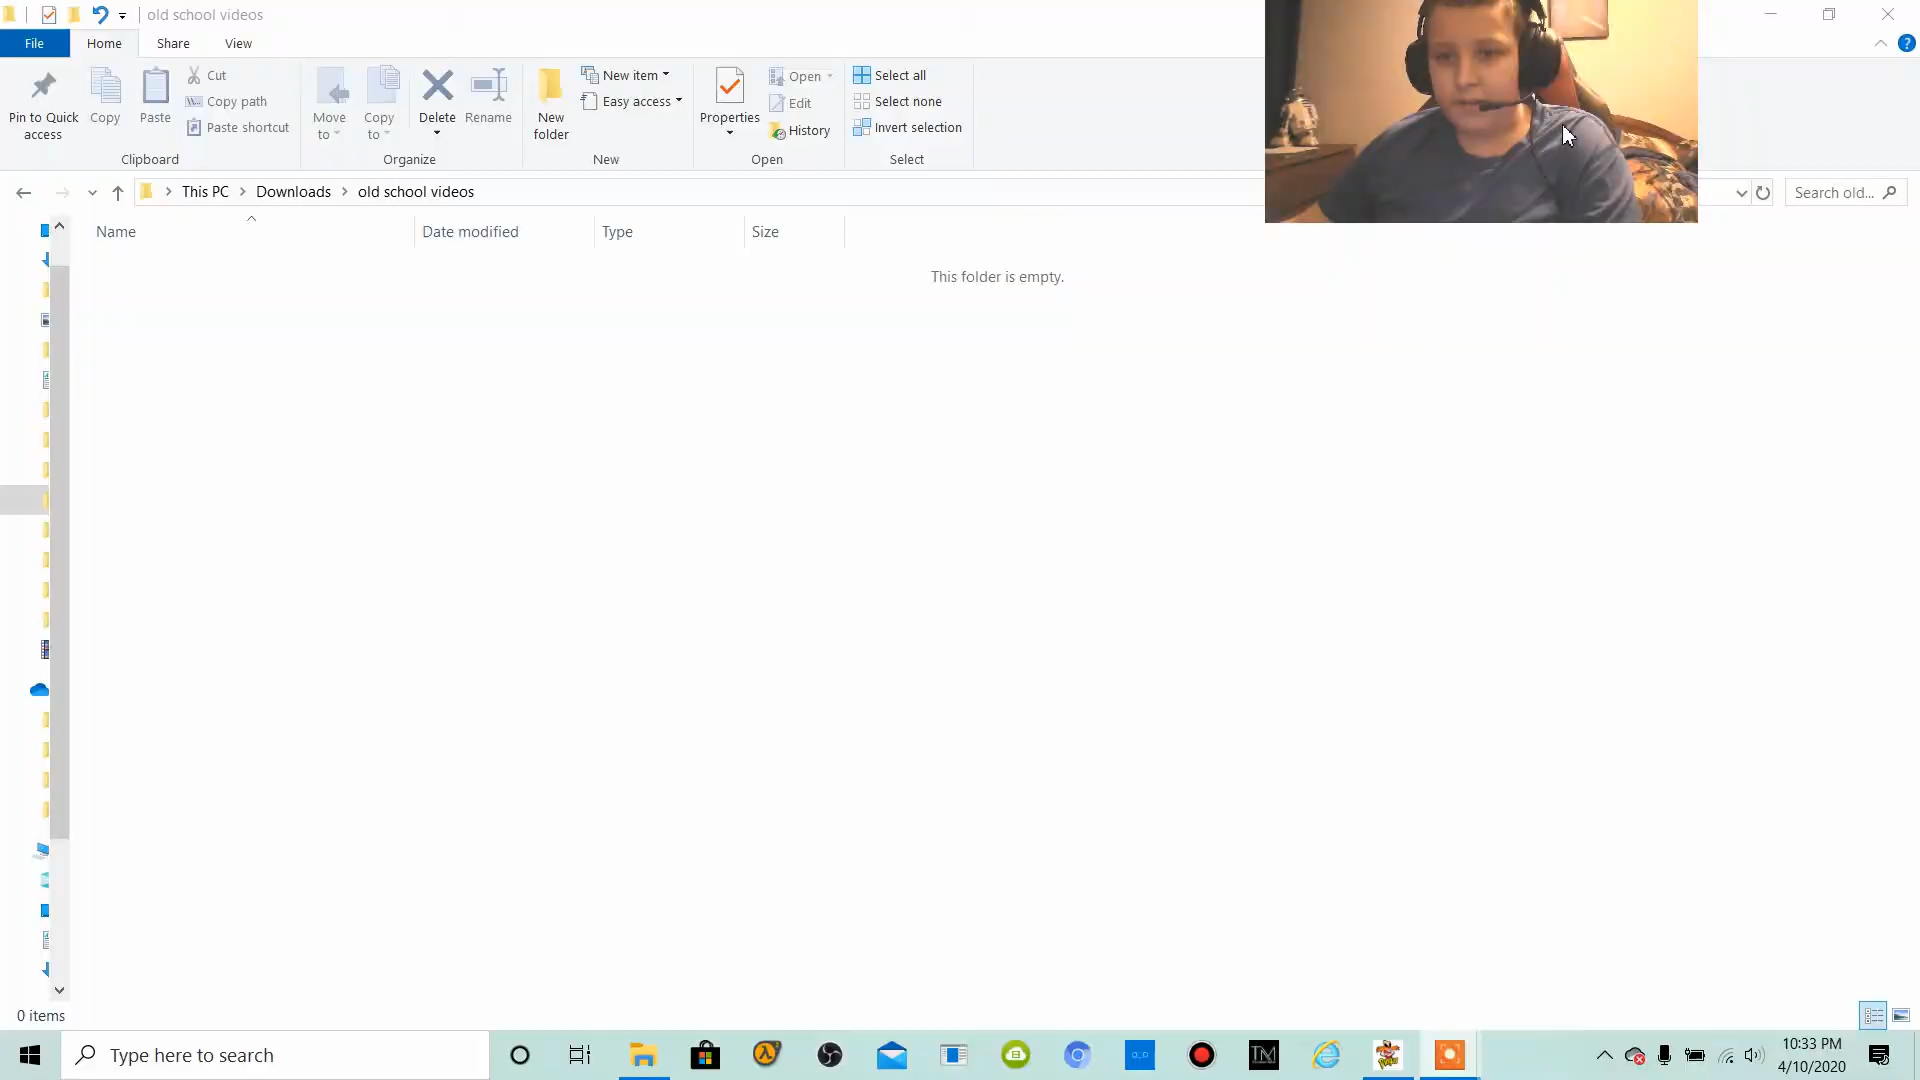 old school videos
File Home Share View
Pin to Quick access
Copy
Paste
Cut
Copy path
Paste shortcut
Clipboard
Move to
Copy to
Delete
Rename
Organize
New folder
New item
Easy access
New
Properties
Open
Edit
History
Open
Select all
Select none
Invert selection
Select
This PC Downloads old school videos
Search old...
Name Date modified Type Size
This folder is empty.
0 items
Type here to search
10:33 PM
4/10/2020